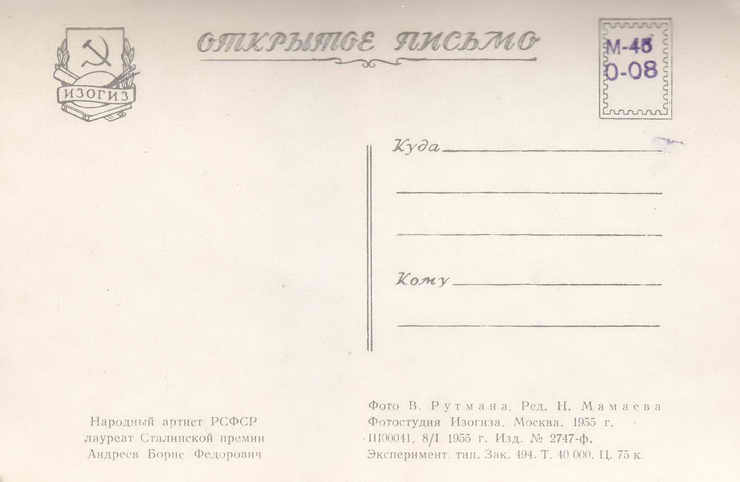 ИЗОГИЗ
ОТКРЫТОЕ ПИСЬМО
М-45
О-08
Куда
Кому
Народный артист РСФСР
лауреат Сталинской премии
Андреев Борис Федорович
Фото В. Рутмана, Ред. Н. Мамаева
Фотостудия Изогиза, Москва, 1955 г.
Ш00041, 8/I 1955 г. Изд. № 2747-ф.
Эксперимент. тип. Зак. 494. Т. 40 000. Ц. 75 к.